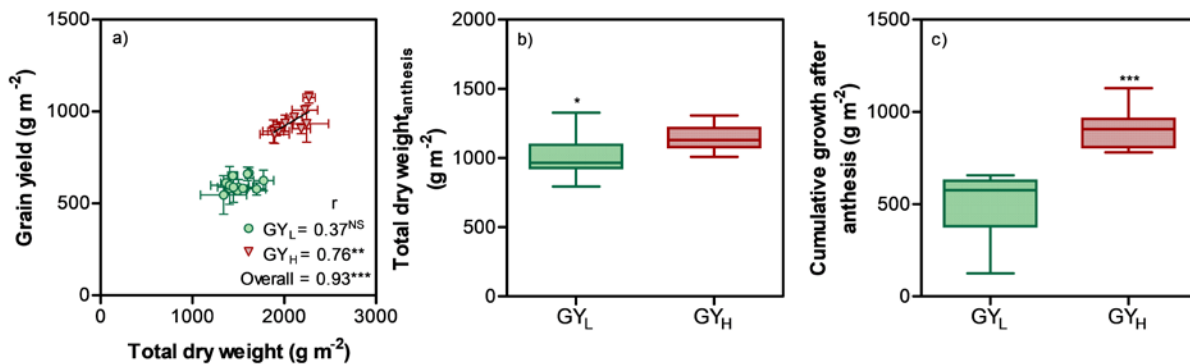 a)
Grain yield (g m⁻²)
1500
1000
500
0
r
GY_L = 0.37^NS
GY_H = 0.76**
Overall = 0.93***
0 1000 2000 3000
Total dry weight (g m⁻²)
b)
Total dry weight_anthesis
(g m⁻²)
2000
1500
1000
500
0
*
GY_L GY_H
c)
Cumulative growth after
anthesis (g m⁻²)
1500
1000
500
0
***
GY_L GY_H